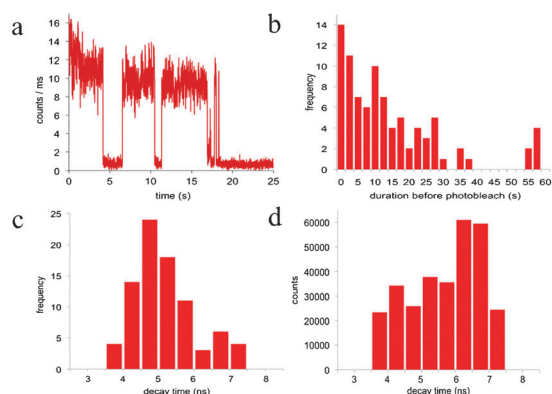 a
16
14
12
10
8
6
4
2
0
counts / ms
0 5 10 15 20 25
time (s)
b
14
12
10
8
6
4
2
0
frequency
0 5 10 15 20 25 30 35 38 45 50 55 60
duration before photobleach (s)
c
25
20
15
10
5
0
frequency
3 4 5 6 7 8
decay time (ns)
d
60000
50000
40000
30000
20000
10000
0
counts
3 4 5 6 7 8
decay time (ns)